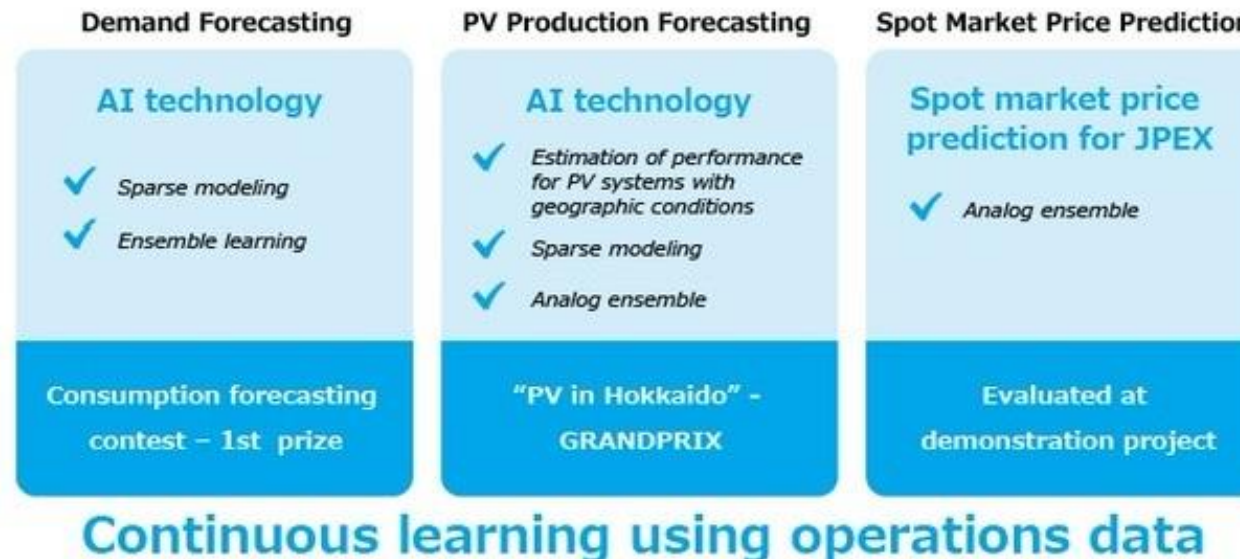 Demand Forecasting
AI technology
Sparse modeling
Ensemble learning
Consumption forecasting
contest – 1st prize
PV Production Forecasting
AI technology
Estimation of performance
for PV systems with
geographic conditions
Sparse modeling
Analog ensemble
“PV in Hokkaido” -
GRANDPRIX
Spot Market Price Prediction
Spot market price
prediction for JPEX
Analog ensemble
Evaluated at
demonstration project
Continuous learning using operations data